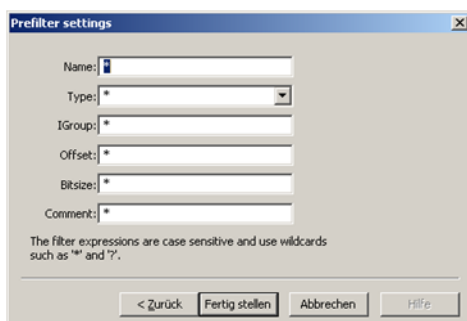 Prefilter settings
Name: *
Type: *
IGroup: *
Offset: *
Bitsize: *
Comment: *
The filter expressions are case sensitive and use wildcards
such as '*' and '?'.
< Zurück Fertig stellen Abbrechen Hilfe